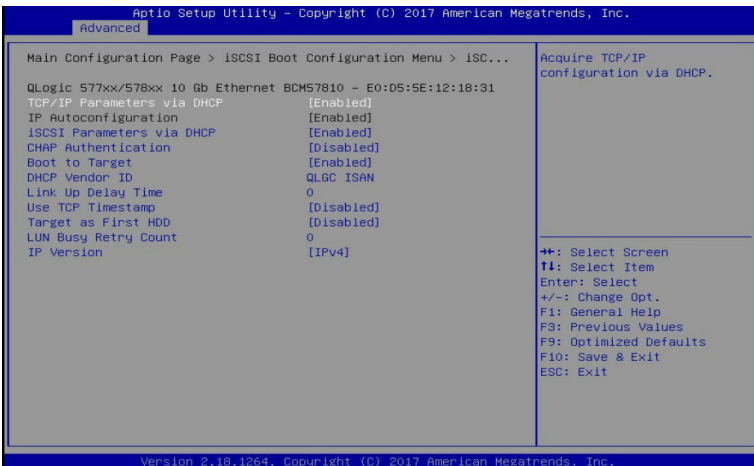 Aptio Setup Utility – Copyright (C) 2017 American Megatrends, Inc.
Advanced
Main Configuration Page > iSCSI Boot Configuration Menu > iSC...
QLogic 577xx/578xx 10 Gb Ethernet BCM57810 – E0:D5:5E:12:18:31
TCP/IP Parameters via DHCP [Enabled]
IP Autoconfiguration [Enabled]
iSCSI Parameters via DHCP [Enabled]
CHAP Authentication [Disabled]
Boot to Target [Enabled]
DHCP Vendor ID QLGC ISAN
Link Up Delay Time 0
Use TCP Timestamp [Disabled]
Target as First HDD [Disabled]
LUN Busy Retry Count 0
IP Version [IPv4]
Acquire TCP/IP
configuration via DHCP.
→←: Select Screen
↑↓: Select Item
Enter: Select
+/-: Change Opt.
F1: General Help
F3: Previous Values
F9: Optimized Defaults
F10: Save & Exit
ESC: Exit
Version 2.18.1264. Copyright (C) 2017 American Megatrends, Inc.